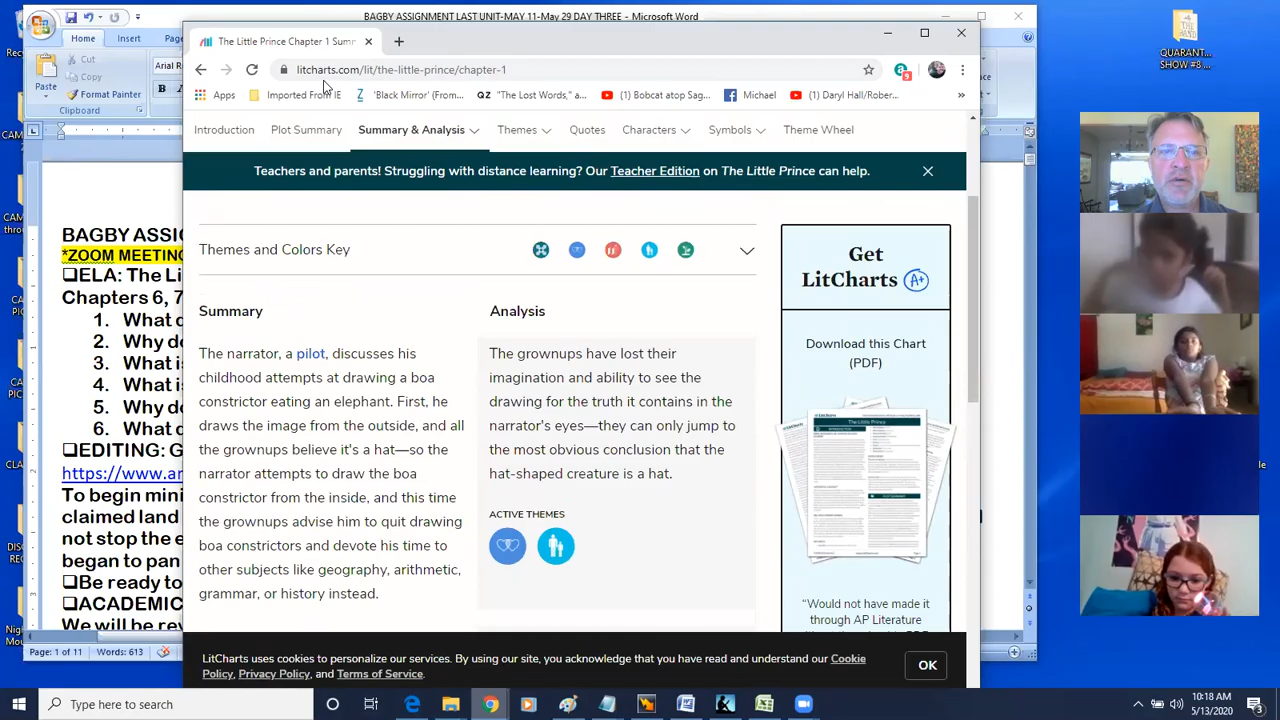 BAGBY ASSIGNMENT LAST UNIT-MAY 11-May 29 DAY THREE - Microsoft Word
Home Insert
Cut
Copy
Format Painter
Paste
Clipboard
Arial R
B
The Little Prince Chapter 1 Summ
litcharts.com/lit/the-little-prince/chapter-1
Apps Imported From IE 'Black Mirror' (From... "The Lost Words," a... (1) Bobcat atop Sag... Michael (1) Daryl Hall/Rober...
Introduction Plot Summary Summary & Analysis Themes Quotes Characters Symbols Theme Wheel
Teachers and parents! Struggling with distance learning? Our Teacher Edition on The Little Prince can help.
Themes and Colors Key
Summary
The narrator, a pilot, discusses his
childhood attempts at drawing a boa
constrictor eating an elephant. First, he
draws the image from the outside, and all
the grownups believe it's a hat—so the
narrator attempts to draw the boa
constrictor from the inside, and this time
the grownups advise him to quit drawing
boa constrictors and devote his time to
other subjects like geography, arithmetic,
grammar, or history instead.
Analysis
The grownups have lost their
imagination and ability to see the
drawing for the truth it contains in the
narrator's eyes—they can only jump to
the most obvious conclusion that the
hat-shaped creature is a hat.
ACTIVE THEMES
Get
LitCharts A+
Download this Chart
(PDF)
The Little Prince
"Would not have made it
through AP Literature
LitCharts uses cookies to personalize our services. By using our site, you acknowledge that you have read and understand our Cookie
Policy, Privacy Policy, and Terms of Service.
OK
BAGBY ASSI
*ZOOM MEETING
❑ELA: The Li
Chapters 6, 7
1. What d
2. Why do
3. What is
4. What is
5. Why do
6. What d
❑EDITING: G
https://www.ar
To begin mini
claimed land
not stop the e
began to pan
❑Be ready to
❑ACADEMIC
We will be rev
Page: 1 of 11 Words: 613
QUARANT...
SHOW #8 ...
Type here to search
10:18 AM
5/13/2020